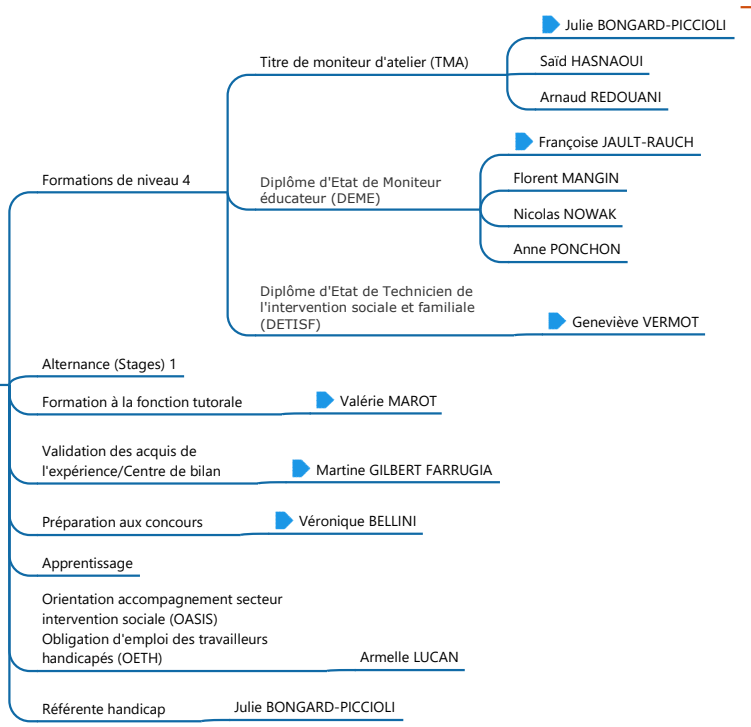 Julie BONGARD-PICCIOLI
Titre de moniteur d'atelier (TMA)
Saïd HASNAOUI
Arnaud REDOUANI
Françoise JAULT-RAUCH
Formations de niveau 4
Diplôme d'Etat de Moniteur
éducateur (DEME)
Florent MANGIN
Nicolas NOWAK
Anne PONCHON
Diplôme d'Etat de Technicien de
l'intervention sociale et familiale
(DETISF)
Geneviève VERMOT
Alternance (Stages) 1
Formation à la fonction tutorale
Valérie MAROT
Validation des acquis de
l'expérience/Centre de bilan
Martine GILBERT FARRUGIA
Préparation aux concours
Véronique BELLINI
Apprentissage
Orientation accompagnement secteur
intervention sociale (OASIS)
Obligation d'emploi des travailleurs
handicapés (OETH)
Armelle LUCAN
Référente handicap
Julie BONGARD-PICCIOLI